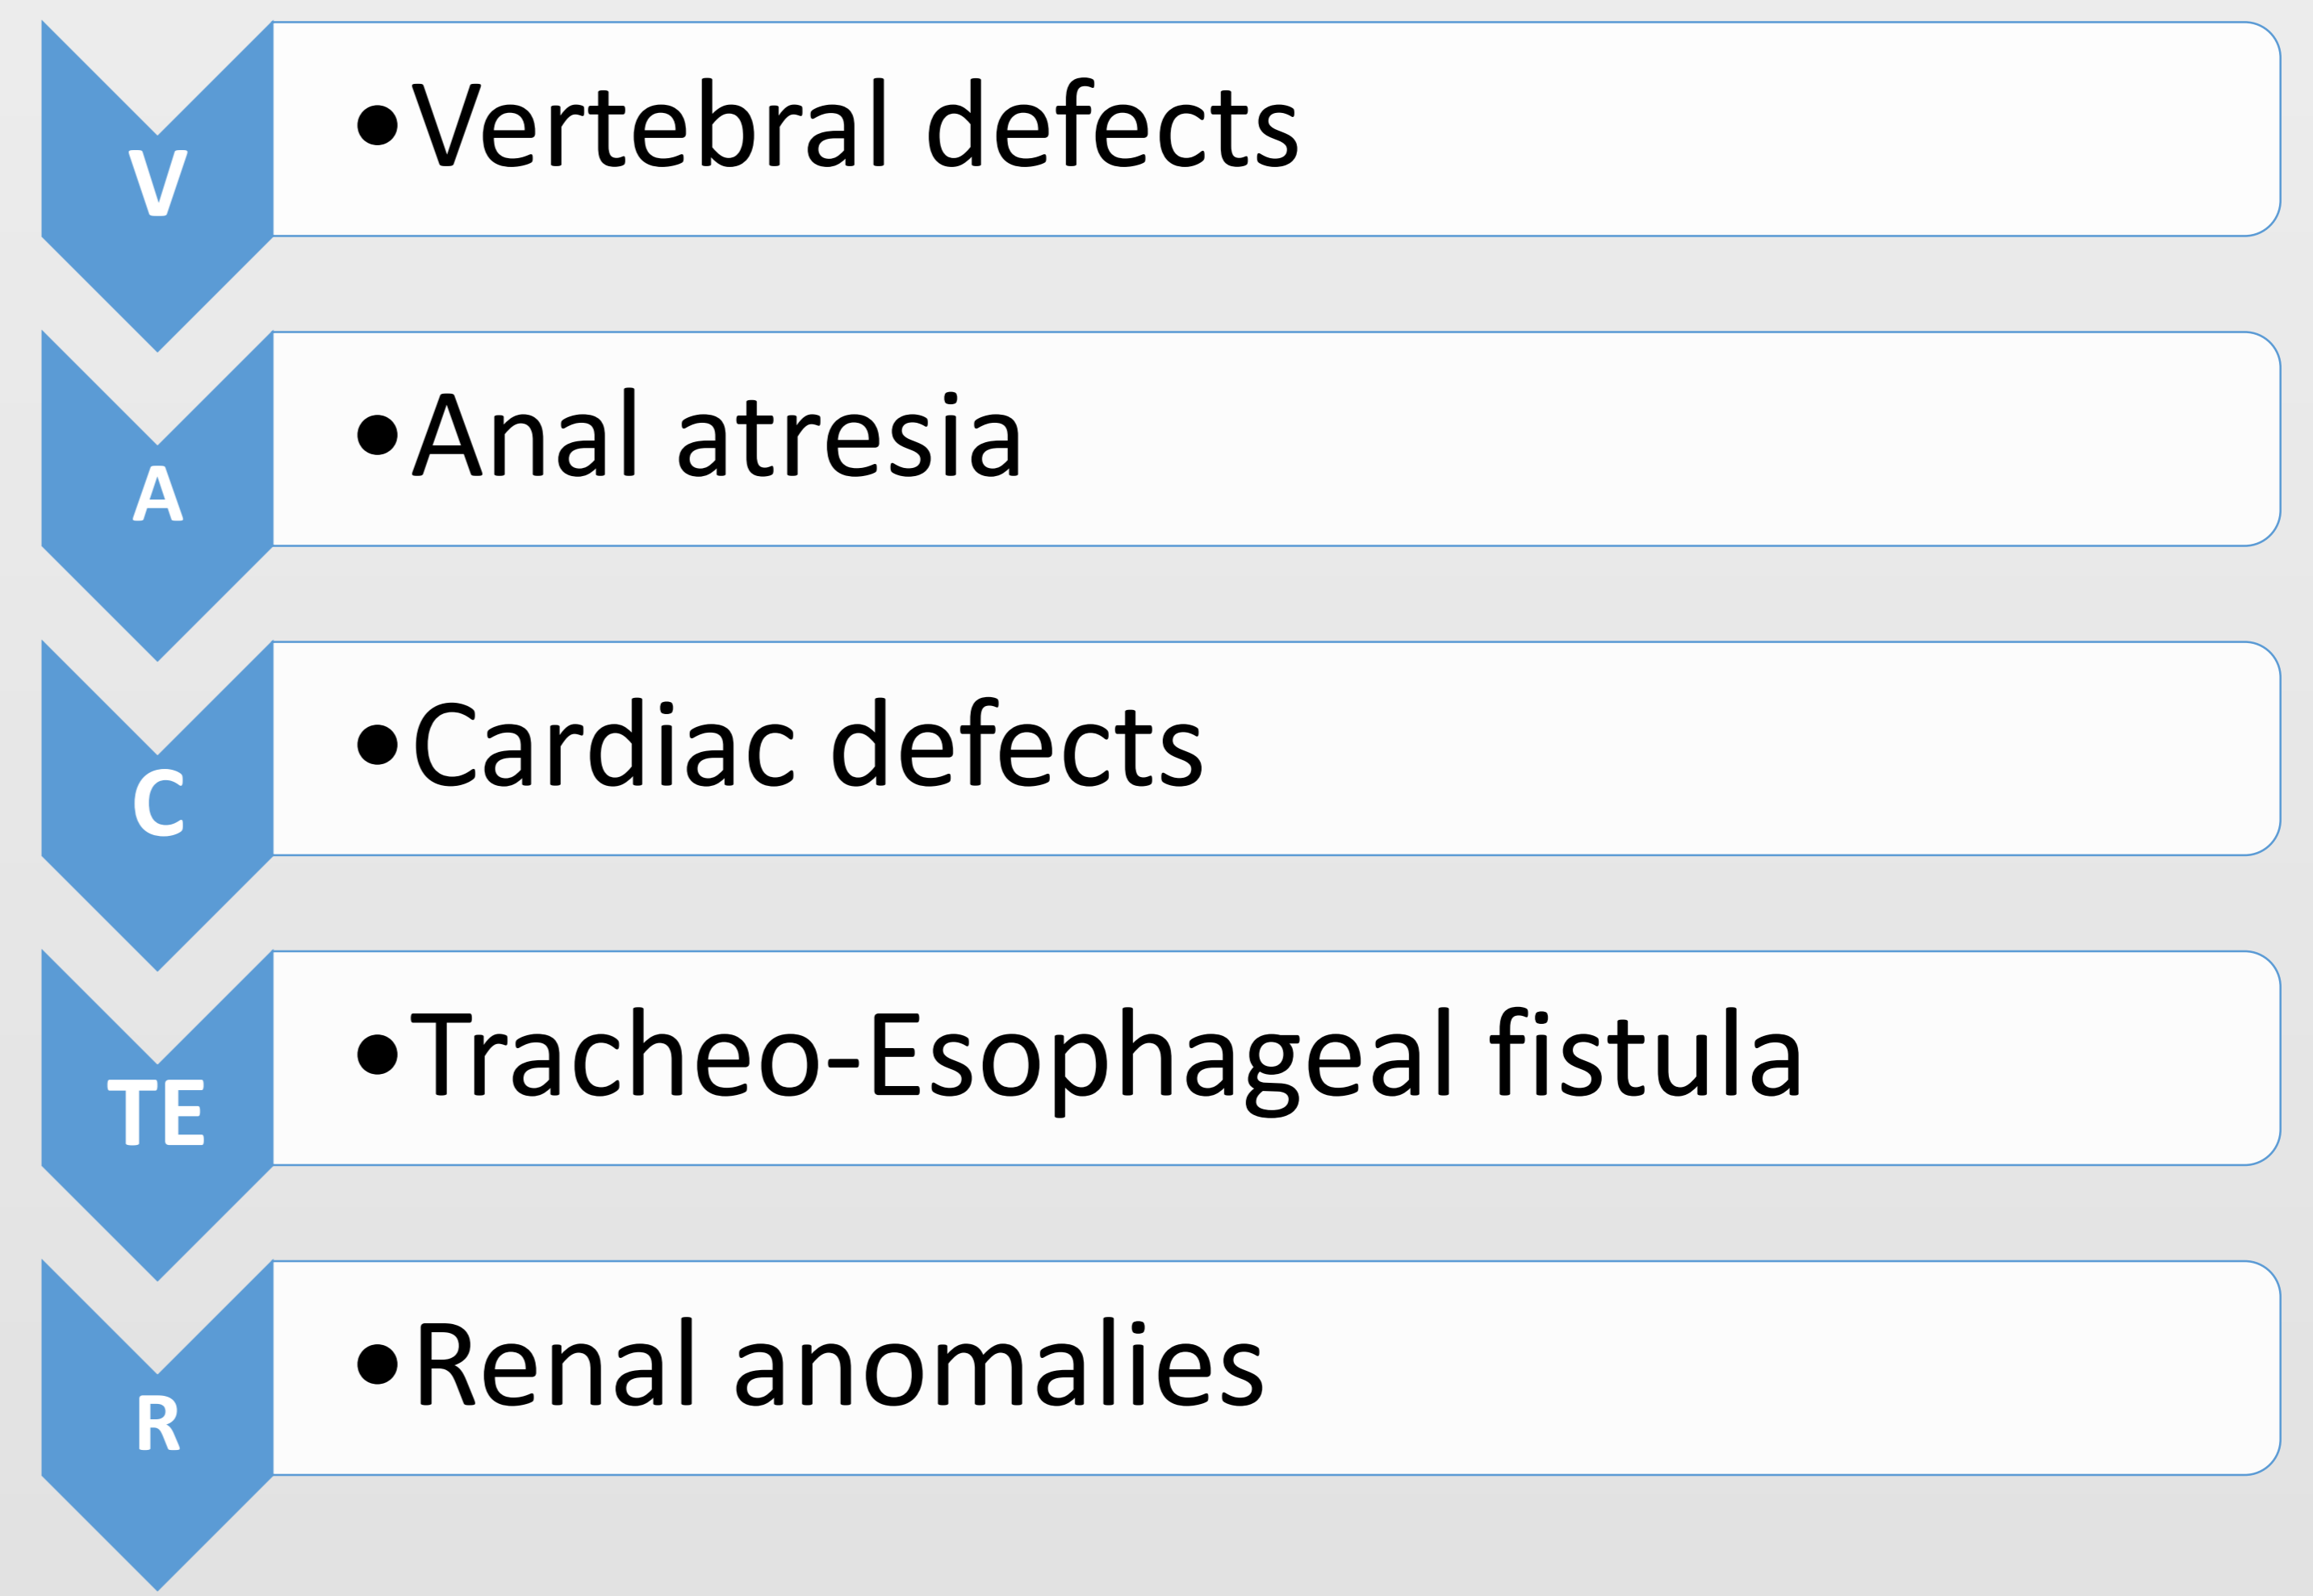 V
•Vertebral defects
A
•Anal atresia
C
•Cardiac defects
TE
•Tracheo-Esophageal fistula
R
•Renal anomalies